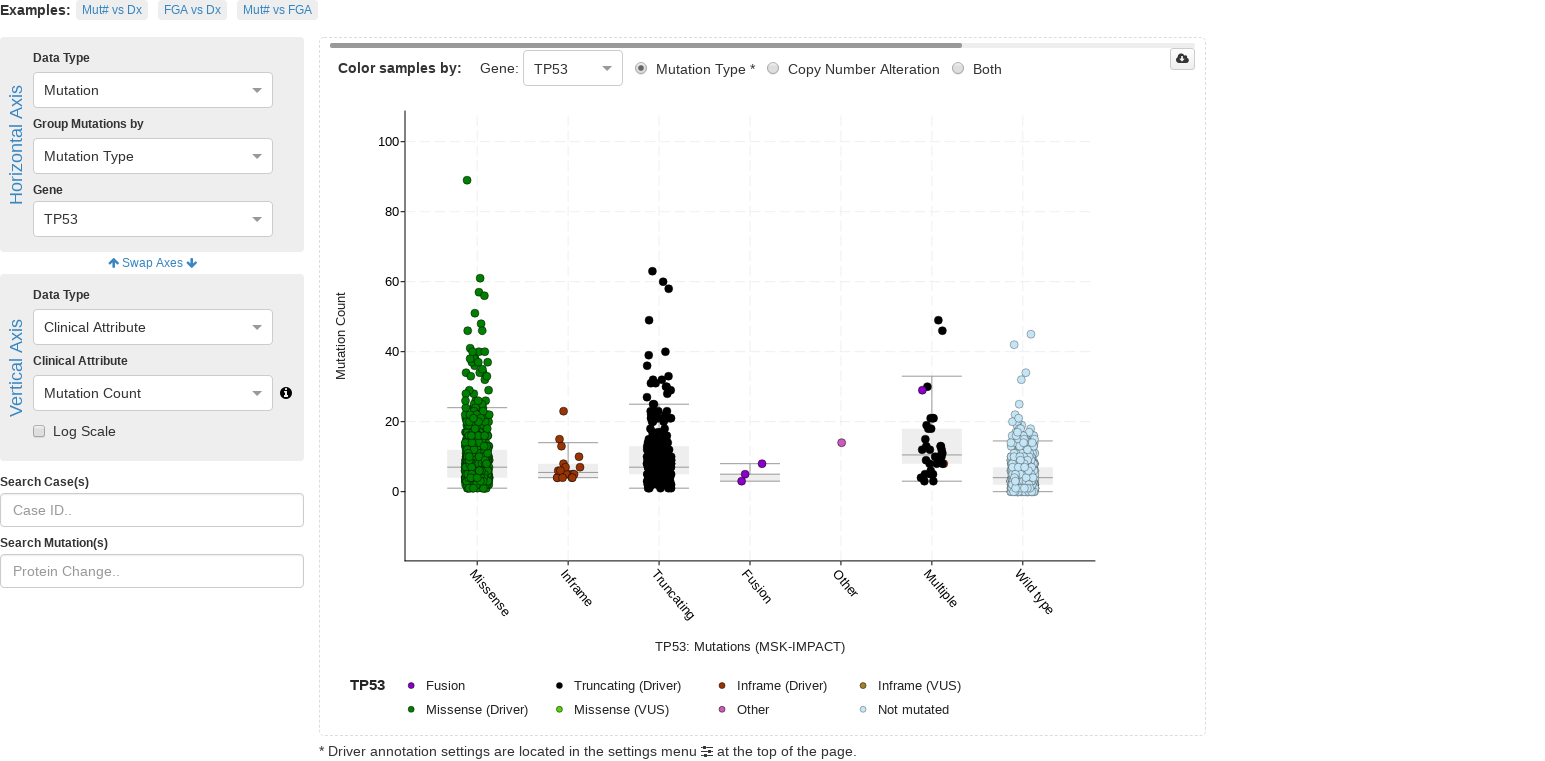 Examples: Mut# vs Dx FGA vs Dx Mut# vs FGA
Horizontal Axis
Data Type
Mutation
Group Mutations by
Mutation Type
Gene
TP53
Swap Axes
Vertical Axis
Data Type
Clinical Attribute
Clinical Attribute
Mutation Count
Log Scale
Search Case(s)
Case ID..
Search Mutation(s)
Protein Change..
Color samples by: Gene: TP53 Mutation Type * Copy Number Alteration Both
Mutation Count
100
80
60
40
20
0
Missense
Inframe
Truncating
Fusion
Other
Multiple
Wild type
TP53: Mutations (MSK-IMPACT)
TP53 Fusion Truncating (Driver) Inframe (Driver) Inframe (VUS)
Missense (Driver) Missense (VUS) Other Not mutated
* Driver annotation settings are located in the settings menu at the top of the page.